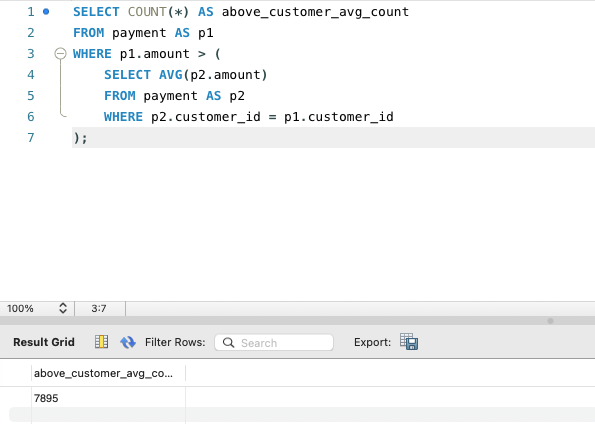 1 SELECT COUNT(*) AS above_customer_avg_count
2 FROM payment AS p1
3 WHERE p1.amount > (
4 SELECT AVG(p2.amount)
5 FROM payment AS p2
6 WHERE p2.customer_id = p1.customer_id
7 );
100% 3:7
Result Grid Filter Rows: Search Export:
above_customer_avg_co...
7895